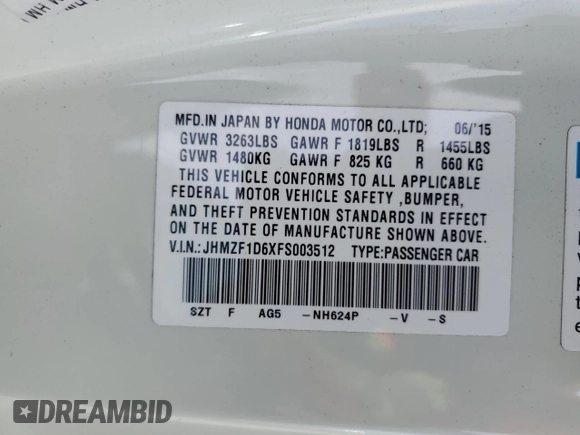 MFD.IN JAPAN BY HONDA MOTOR CO.,LTD; 06/'15
GVWR 3263LBS GAWR F 1819LBS R 1455LBS
GVWR 1480KG GAWR F 825 KG R 660 KG
THIS VEHICLE CONFORMS TO ALL APPLICABLE
FEDERAL MOTOR VEHICLE SAFETY ,BUMPER,
AND THEFT PREVENTION STANDARDS IN EFFECT
ON THE DATE OF MANUFACTURE SHOWN ABOVE.
V.I.N.: JHMZF1D6XFS003512 TYPE:PASSENGER CAR
SZT F AG5 -NH624P -V -S
DREAMBID